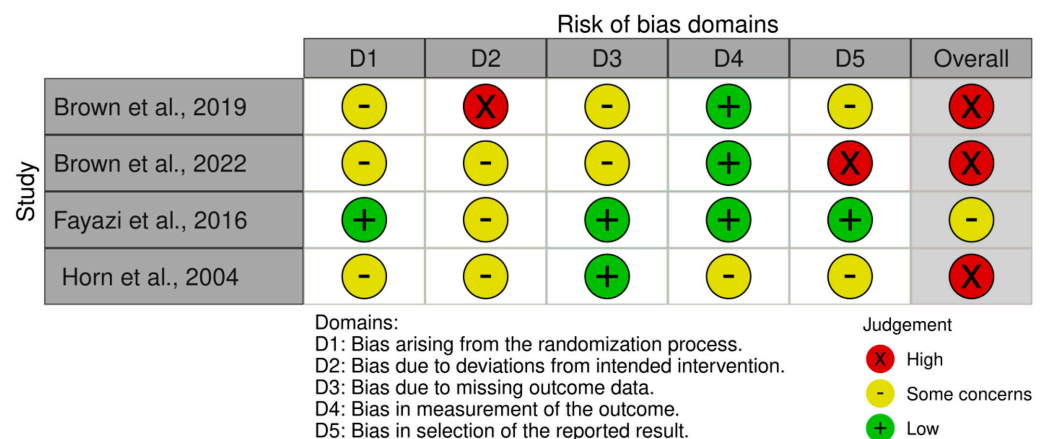 Risk of bias domains
D1 D2 D3 D4 D5 Overall
Study
Brown et al., 2019 - X - + - X
Brown et al., 2022 - - - + X X
Fayazi et al., 2016 + - + + + -
Horn et al., 2004 - - + - - X
Domains:
D1: Bias arising from the randomization process.
D2: Bias due to deviations from intended intervention.
D3: Bias due to missing outcome data.
D4: Bias in measurement of the outcome.
D5: Bias in selection of the reported result.
Judgement
X High
- Some concerns
+ Low